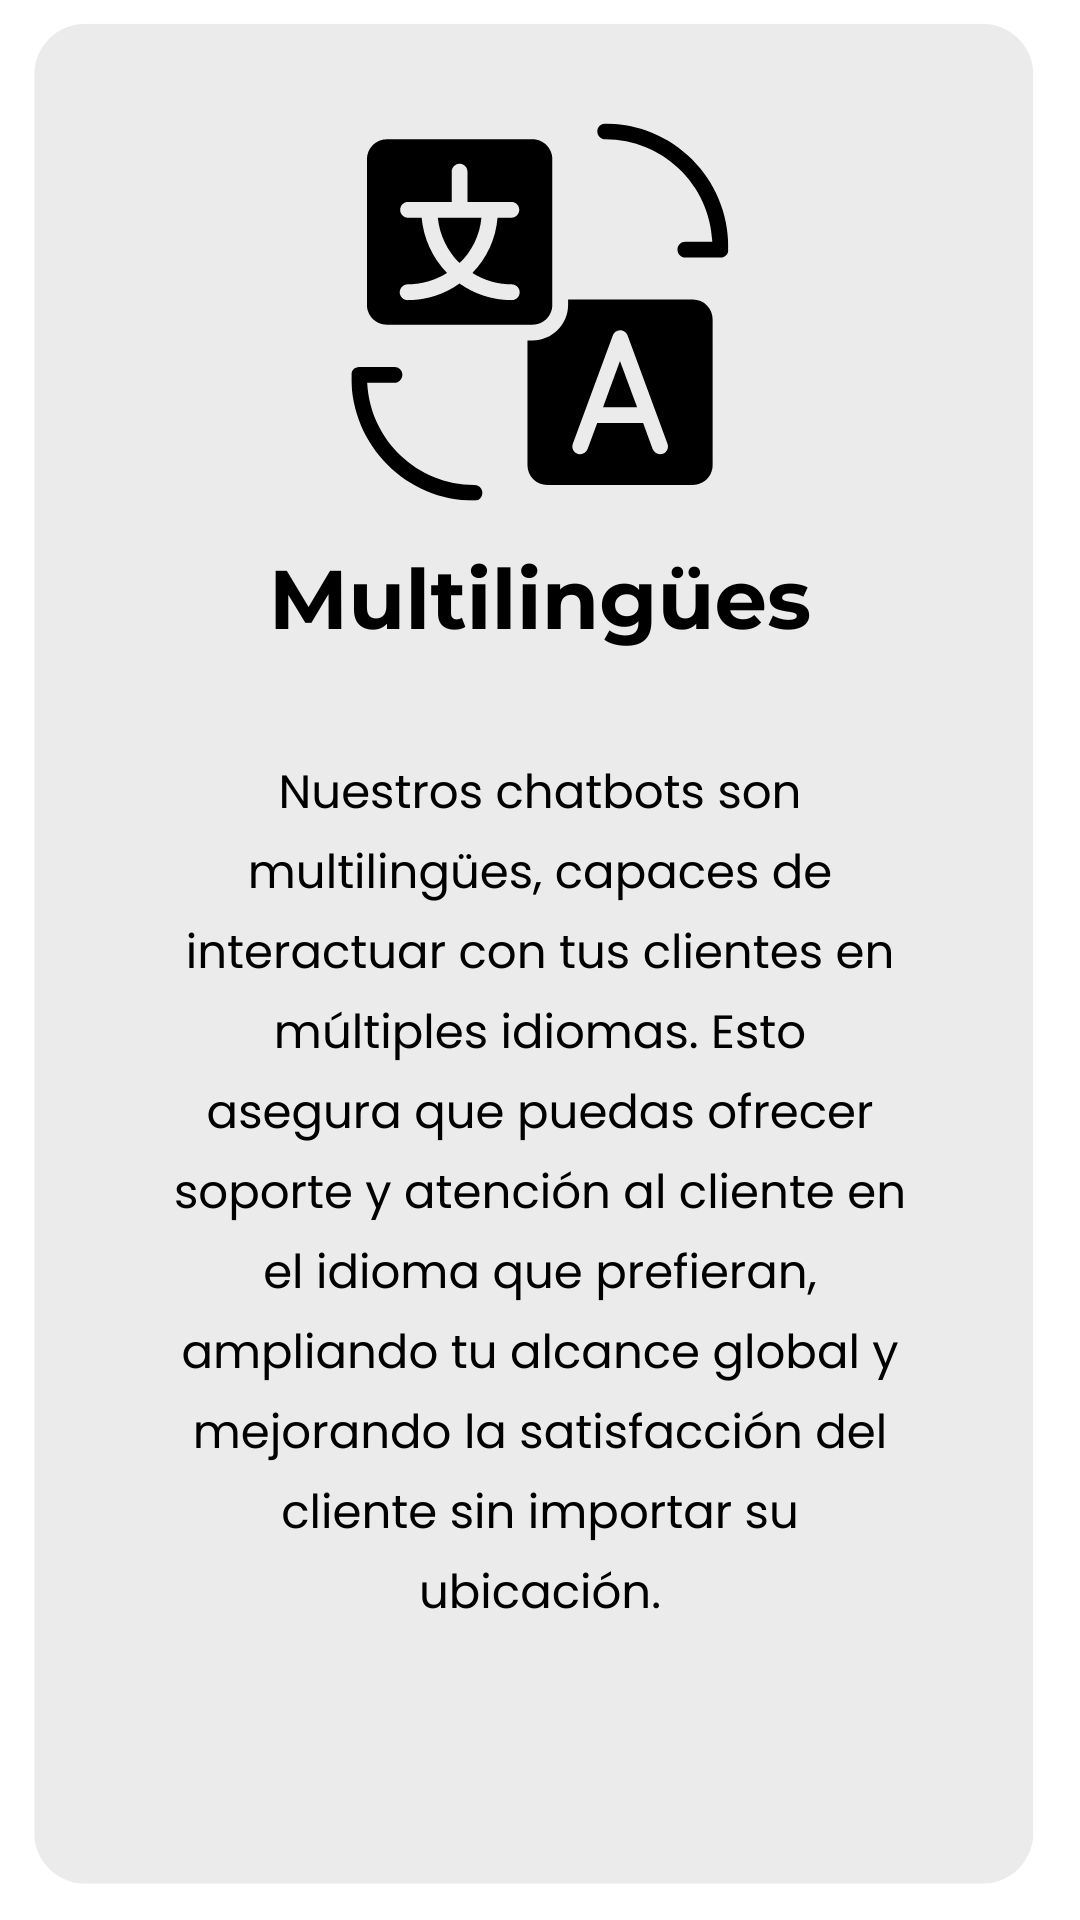 文
A
Multilingües
Nuestros chatbots son
multilingües, capaces de
interactuar con tus clientes en
múltiples idiomas. Esto
asegura que puedas ofrecer
soporte y atención al cliente en
el idioma que prefieran,
ampliando tu alcance global y
mejorando la satisfacción del
cliente sin importar su
ubicación.